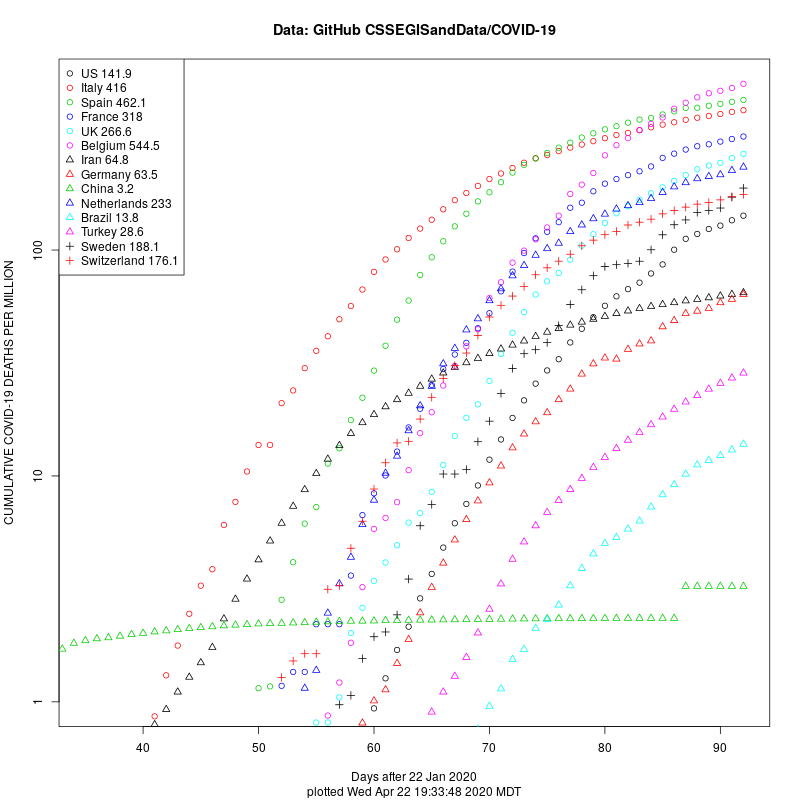 Data: GitHub CSSEGISandData/COVID-19
US 141.9
Italy 416
Spain 462.1
France 318
UK 266.6
Belgium 544.5
Iran 64.8
Germany 63.5
China 3.2
Netherlands 233
Brazil 13.8
Turkey 28.6
Sweden 188.1
Switzerland 176.1
CUMULATIVE COVID-19 DEATHS PER MILLION
100
10
1
40 50 60 70 80 90
Days after 22 Jan 2020
plotted Wed Apr 22 19:33:48 2020 MDT